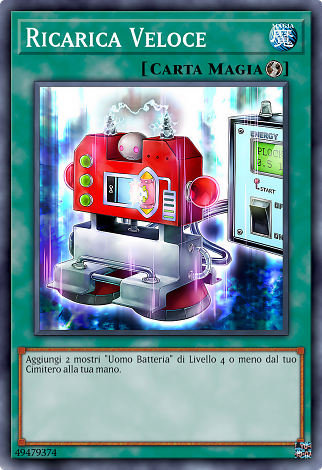 Ricarica Veloce
MAGIA
[Carta Magia]
ENERGY
START
Aggiungi 2 mostri "Uomo Batteria" di Livello 4 o meno dal tuo
Cimitero alla tua mano.
49479374